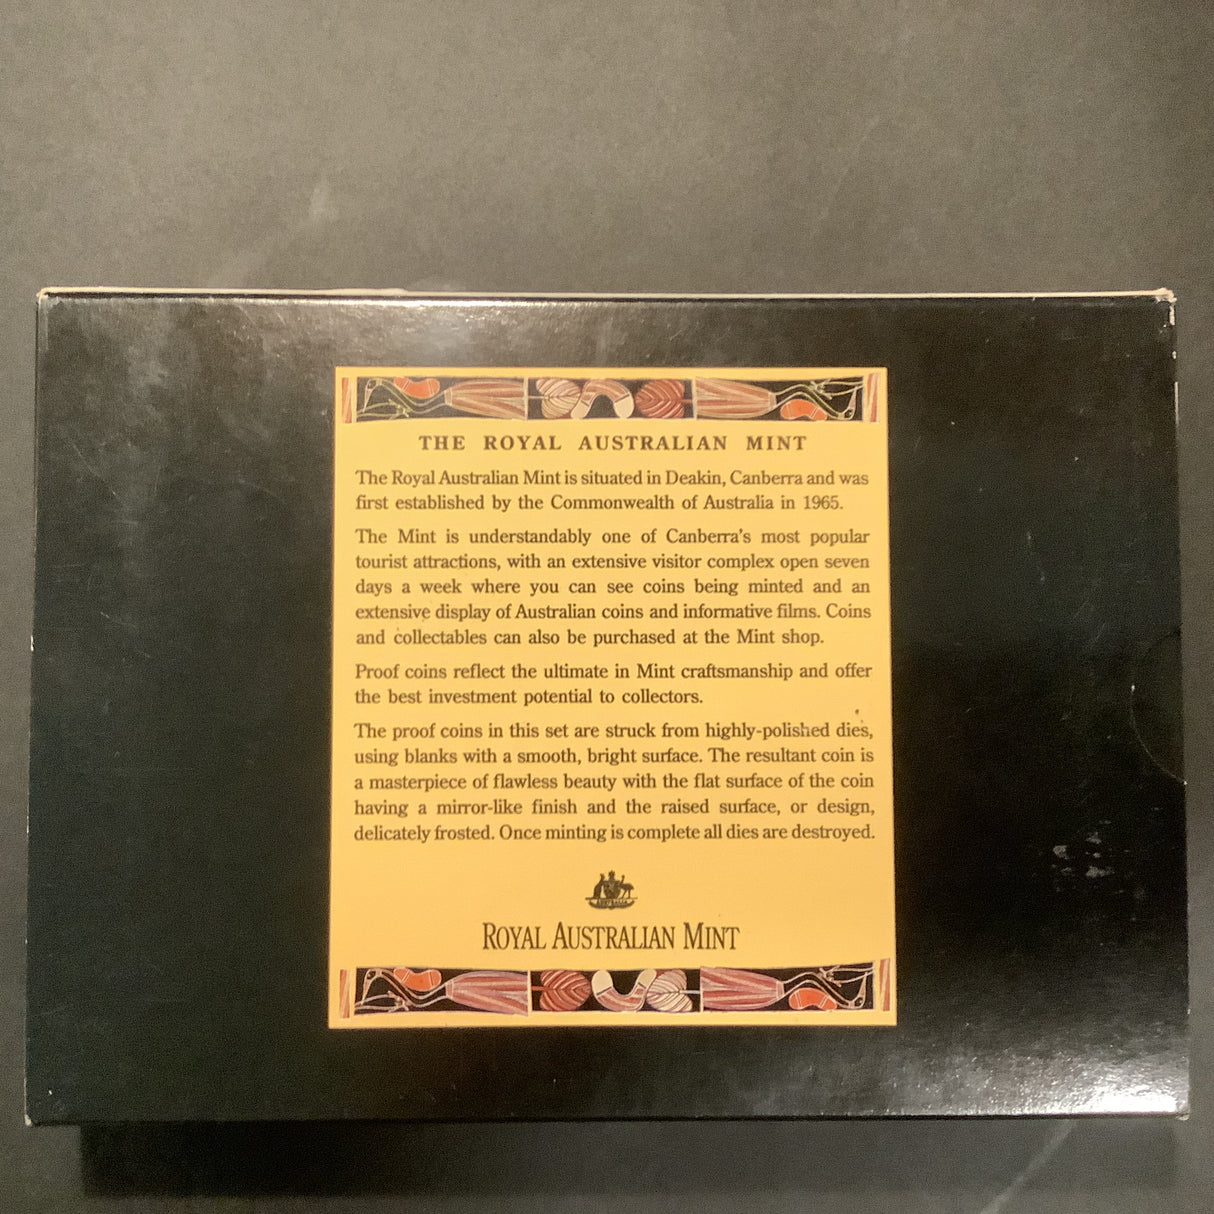 THE ROYAL AUSTRALIAN MINT
The Royal Australian Mint is situated in Deakin, Canberra and was
first established by the Commonwealth of Australia in 1965.
The Mint is understandably one of Canberra's most popular
tourist attractions, with an extensive visitor complex open seven
days a week where you can see coins being minted and an
extensive display of Australian coins and informative films. Coins
and collectables can also be purchased at the Mint shop.
Proof coins reflect the ultimate in Mint craftsmanship and offer
the best investment potential to collectors.
The proof coins in this set are struck from highly-polished dies,
using blanks with a smooth, bright surface. The resultant coin is
a masterpiece of flawless beauty with the flat surface of the coin
having a mirror-like finish and the raised surface, or design,
delicately frosted. Once minting is complete all dies are destroyed.
AUSTRALIA
ROYAL AUSTRALIAN MINT